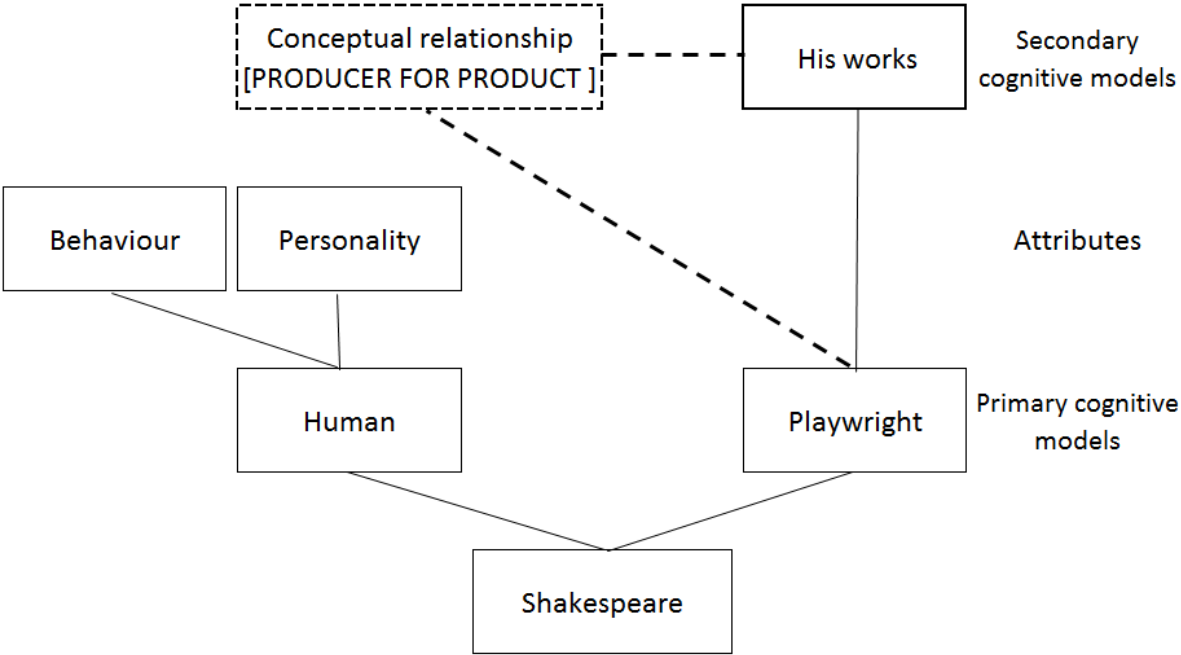 Conceptual relationship
[PRODUCER FOR PRODUCT ]
His works
Secondary
cognitive models
Behaviour
Personality
Attributes
Human
Playwright
Primary cognitive
models
Shakespeare